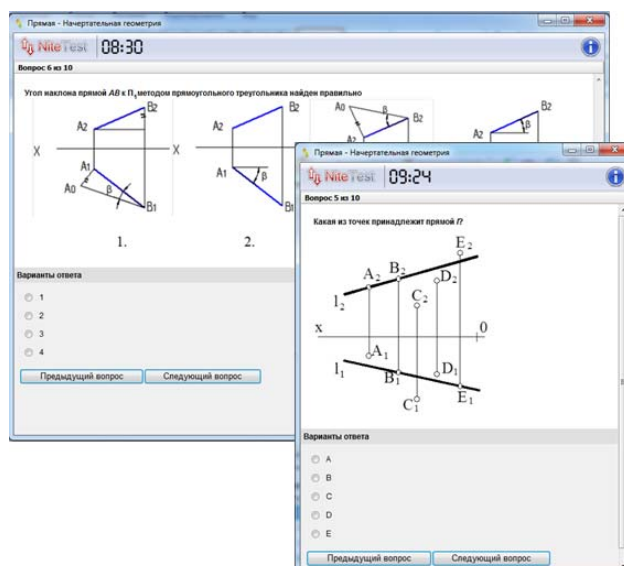 Прямая - Начертательная геометрия
NiteTest 08:30
Вопрос 6 из 10
Угол наклона прямой AB к П1 методом прямоугольного треугольника найден правильно
B2
A2
X
A1
A0
β
B1
1.
B2
A2
X
A1
β
B1
2.
A0
β
B2
A2
B2
β
A2
Варианты ответа
1
2
3
4
Предыдущий вопрос Следующий вопрос
Прямая - Начертательная геометрия
NiteTest 09:24
Вопрос 5 из 10
Какая из точек принадлежит прямой l?
E2
B2
A2
D2
C2
l2
x
0
A1
l1
B1
D1
C1
E1
Варианты ответа
A
B
C
D
E
Предыдущий вопрос Следующий вопрос